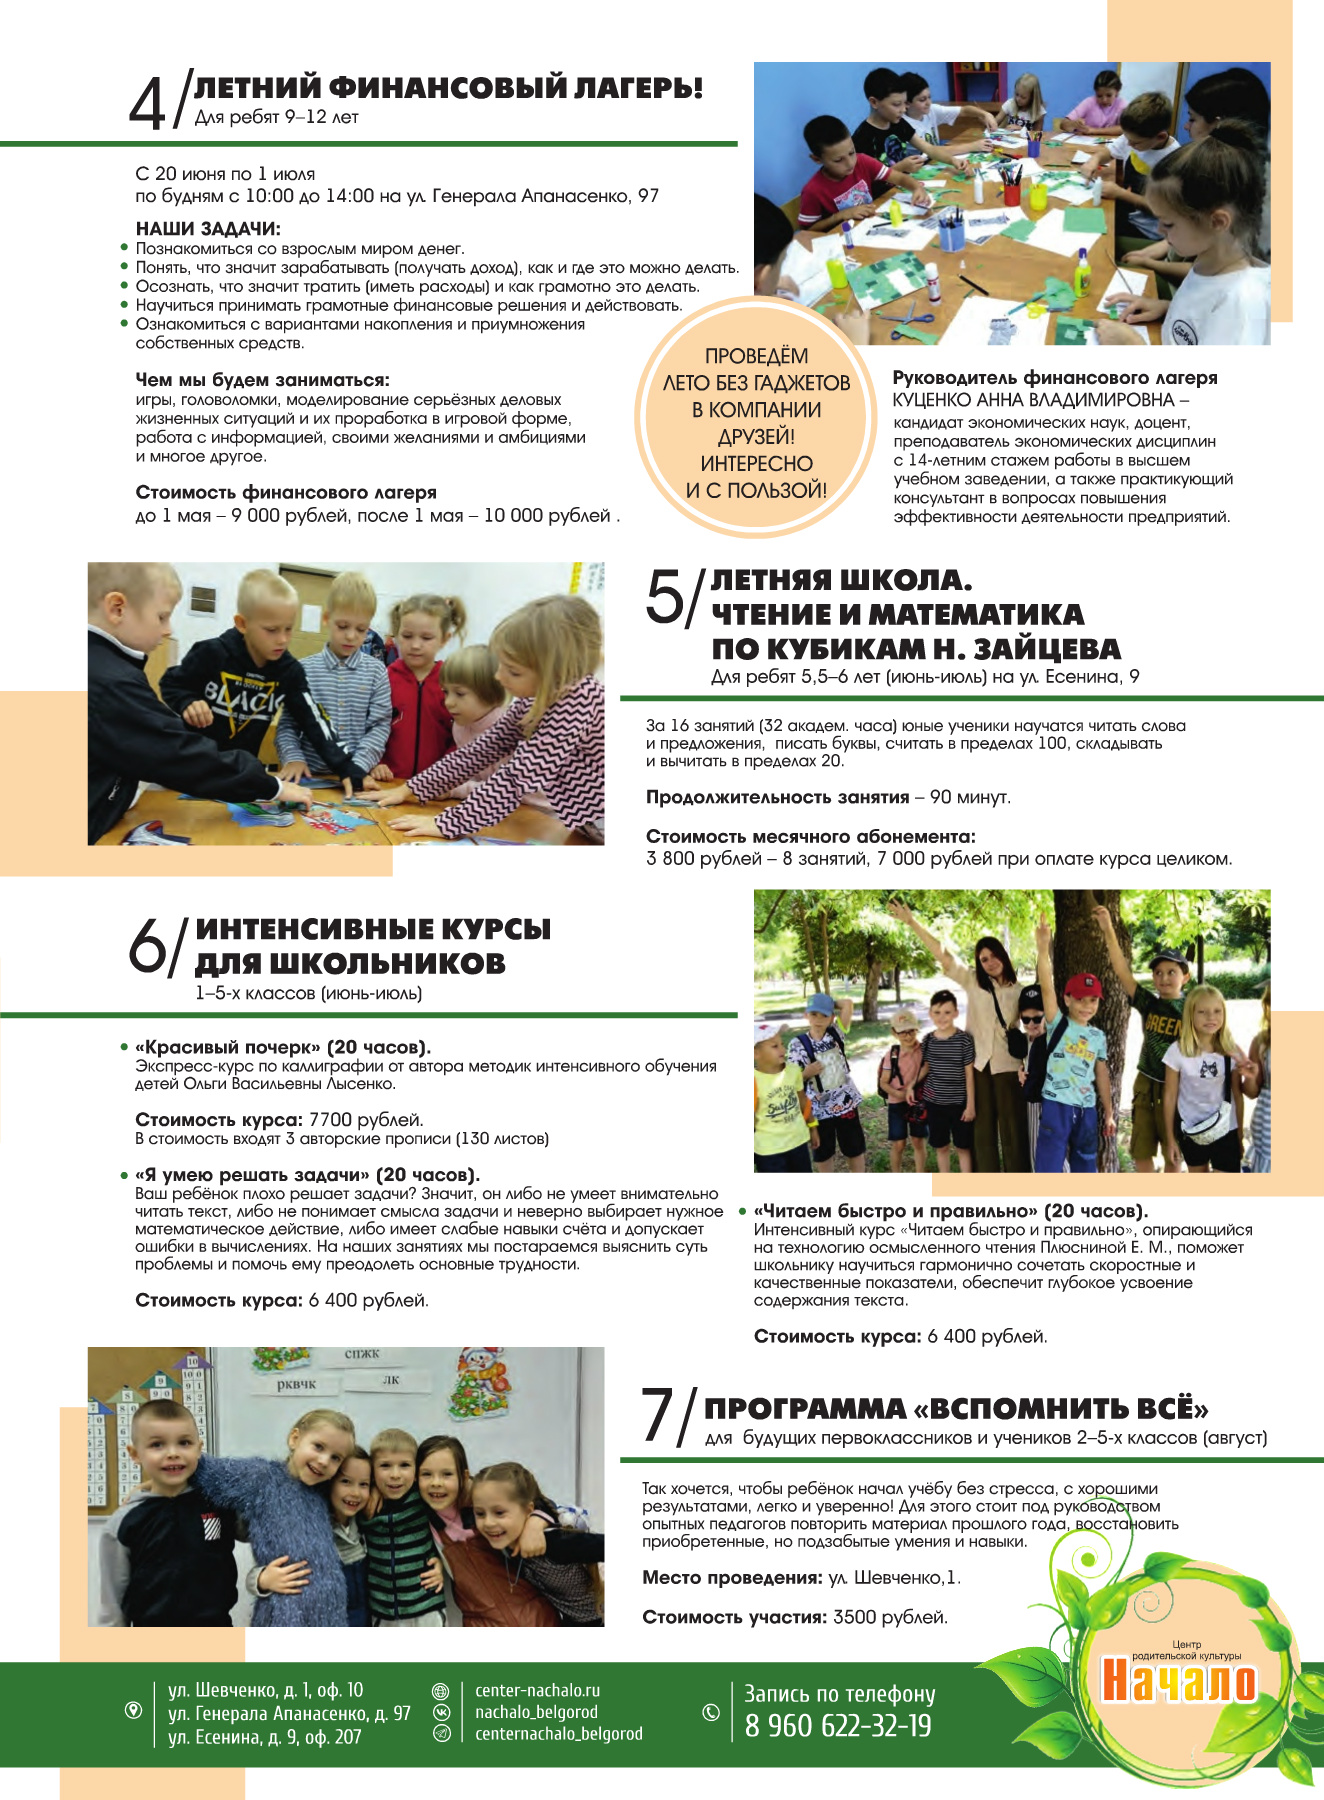 4/ ЛЕТНИЙ ФИНАНСОВЫЙ ЛАГЕРЬ!
Для ребят 9–12 лет
С 20 июня по 1 июля
по будням с 10:00 до 14:00 на ул. Генерала Апанасенко, 97
НАШИ ЗАДАЧИ:
• Познакомиться со взрослым миром денег.
• Понять, что значит зарабатывать (получать доход), как и где это можно делать.
• Осознать, что значит тратить (иметь расходы) и как грамотно это делать.
• Научиться принимать грамотные финансовые решения и действовать.
• Ознакомиться с вариантами накопления и приумножения
собственных средств.
Чем мы будем заниматься:
игры, головоломки, моделирование серьёзных деловых
жизненных ситуаций и их проработка в игровой форме,
работа с информацией, своими желаниями и амбициями
и многое другое.
Стоимость финансового лагеря
до 1 мая – 9 000 рублей, после 1 мая – 10 000 рублей .
ПРОВЕДЁМ
ЛЕТО БЕЗ ГАДЖЕТОВ
В КОМПАНИИ
ДРУЗЕЙ!
ИНТЕРЕСНО
И С ПОЛЬЗОЙ!
Руководитель финансового лагеря
КУЦЕНКО АННА ВЛАДИМИРОВНА –
кандидат экономических наук, доцент,
преподаватель экономических дисциплин
с 14-летним стажем работы в высшем
учебном заведении, а также практикующий
консультант в вопросах повышения
эффективности деятельности предприятий.
BLACK
5/ ЛЕТНЯЯ ШКОЛА.
ЧТЕНИЕ И МАТЕМАТИКА
ПО КУБИКАМ Н. ЗАЙЦЕВА
Для ребят 5,5–6 лет (июнь-июль) на ул. Есенина, 9
За 16 занятий (32 академ. часа) юные ученики научатся читать слова
и предложения, писать буквы, считать в пределах 100, складывать
и вычитать в пределах 20.
Продолжительность занятия – 90 минут.
Стоимость месячного абонемента:
3 800 рублей – 8 занятий, 7 000 рублей при оплате курса целиком.
6/ ИНТЕНСИВНЫЕ КУРСЫ
ДЛЯ ШКОЛЬНИКОВ
1–5-х классов (июнь-июль)
• «Красивый почерк» (20 часов).
Экспресс-курс по каллиграфии от автора методик интенсивного обучения
детей Ольги Васильевны Лысенко.
Стоимость курса: 7700 рублей.
В стоимость входят 3 авторские прописи (130 листов)
• «Я умею решать задачи» (20 часов).
Ваш ребёнок плохо решает задачи? Значит, он либо не умеет внимательно
читать текст, либо не понимает смысла задачи и неверно выбирает нужное
математическое действие, либо имеет слабые навыки счёта и допускает
ошибки в вычислениях. На наших занятиях мы постараемся выяснить суть
проблемы и помочь ему преодолеть основные трудности.
Стоимость курса: 6 400 рублей.
GREEN
• «Читаем быстро и правильно» (20 часов).
Интенсивный курс «Читаем быстро и правильно», опирающийся
на технологию осмысленного чтения Плюсниной Е. М., поможет
школьнику научиться гармонично сочетать скоростные и
качественные показатели, обеспечит глубокое усвоение
содержания текста.
Стоимость курса: 6 400 рублей.
СПЖК
РКВЧК
ЛК
7/ ПРОГРАММА «ВСПОМНИТЬ ВСЁ»
для будущих первоклассников и учеников 2–5-х классов (август)
Так хочется, чтобы ребёнок начал учёбу без стресса, с хорошими
результатами, легко и уверенно! Для этого стоит под руководством
опытных педагогов повторить материал прошлого года, восстановить
приобретенные, но подзабытые умения и навыки.
Место проведения: ул. Шевченко,1.
Стоимость участия: 3500 рублей.
Центр
родительской культуры
Начало
ул. Шевченко, д. 1, оф. 10
ул. Генерала Апанасенко, д. 97
ул. Есенина, д. 9, оф. 207
center-nachalo.ru
nachalo_belgorod
centernachalo_belgorod
Запись по телефону
8 960 622-32-19